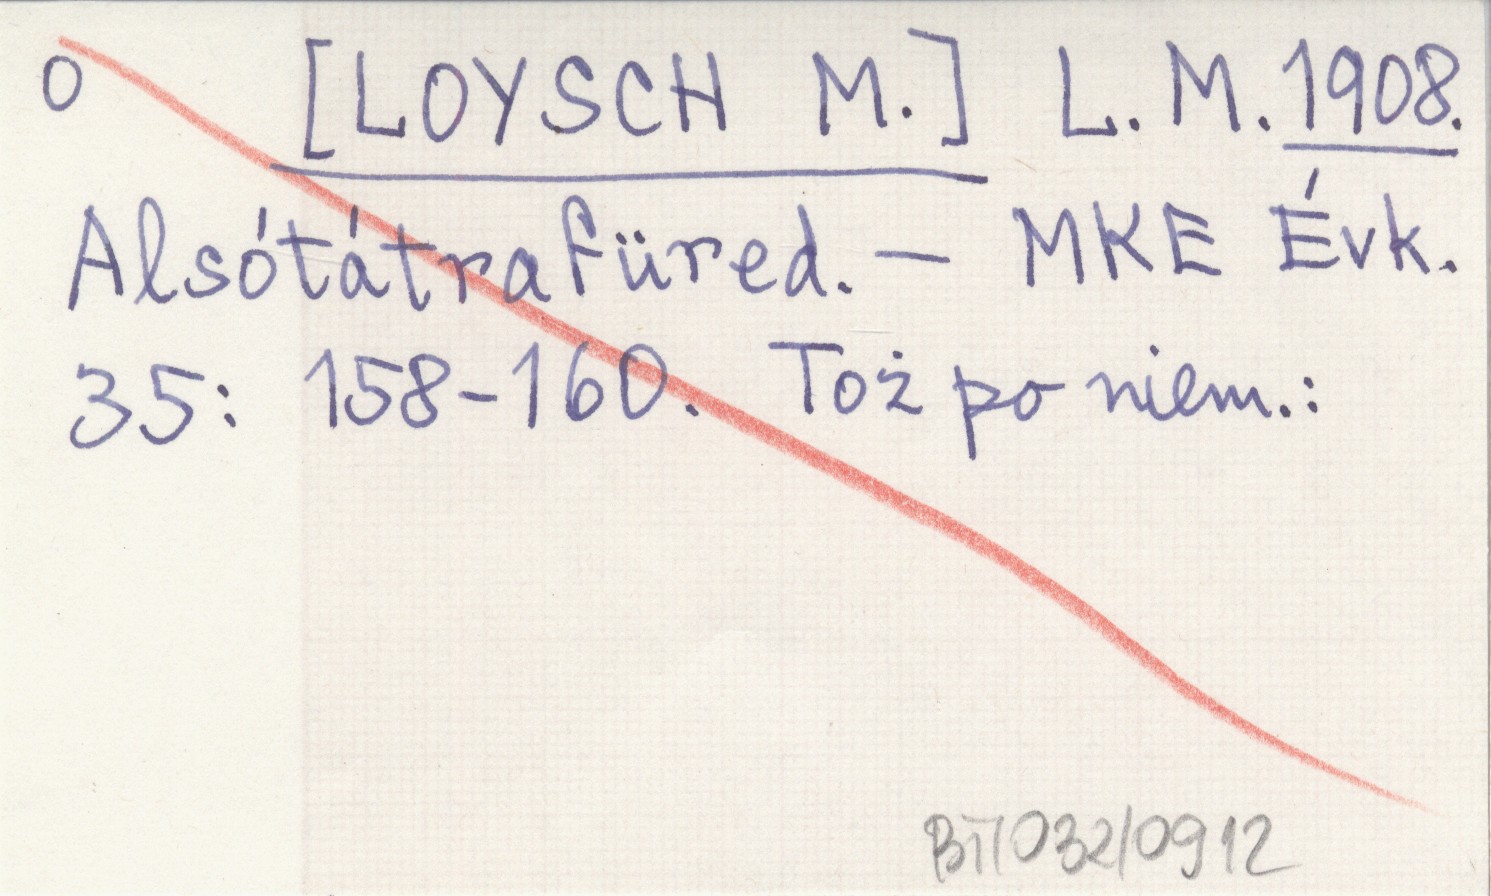 O [LOYSCH M.] L. M. 1908.
Alsótátrafüred. — MKE Évk.
35: 158-160. Toż po niem.:
BT/032/0912